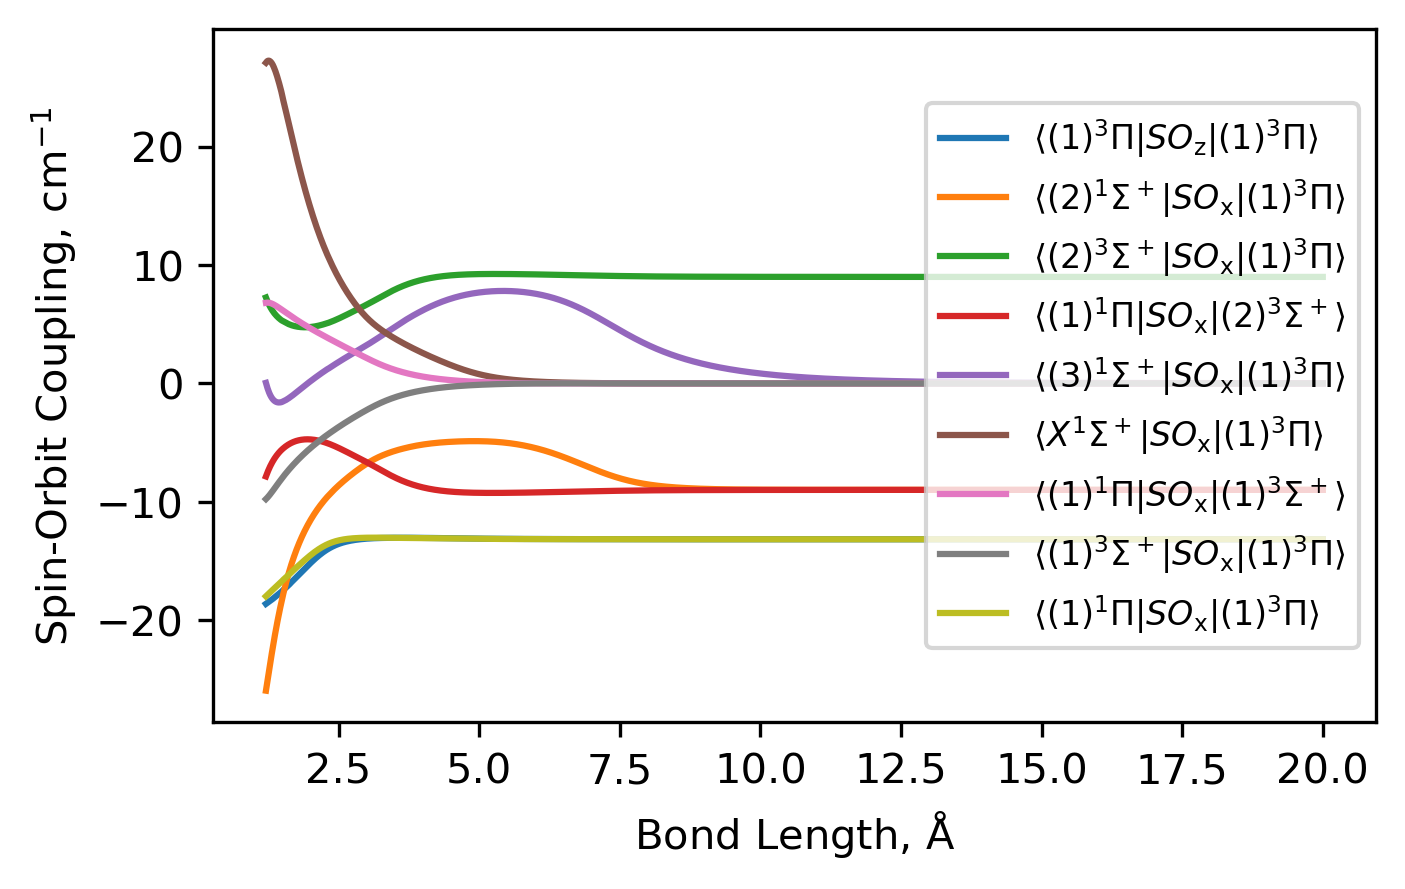 Spin-Orbit Coupling, cm⁻¹
20
10
0
−10
−20
⟨(1)³Π|SO_z|(1)³Π⟩
⟨(2)¹Σ⁺|SO_x|(1)³Π⟩
⟨(2)³Σ⁺|SO_x|(1)³Π⟩
⟨(1)¹Π|SO_x|(2)³Σ⁺⟩
⟨(3)¹Σ⁺|SO_x|(1)³Π⟩
⟨X¹Σ⁺|SO_x|(1)³Π⟩
⟨(1)¹Π|SO_x|(1)³Σ⁺⟩
⟨(1)³Σ⁺|SO_x|(1)³Π⟩
⟨(1)¹Π|SO_x|(1)³Π⟩
2.5 5.0 7.5 10.0 12.5 15.0 17.5 20.0
Bond Length, Å